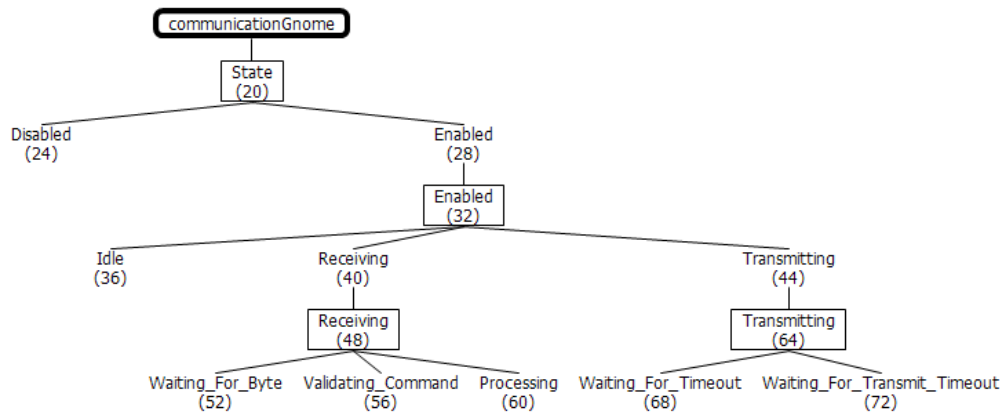 communicationGnome
State
(20)
Disabled
(24)
Enabled
(28)
Enabled
(32)
Idle
(36)
Receiving
(40)
Transmitting
(44)
Receiving
(48)
Transmitting
(64)
Waiting_For_Byte
(52)
Validating_Command
(56)
Processing
(60)
Waiting_For_Timeout
(68)
Waiting_For_Transmit_Timeout
(72)